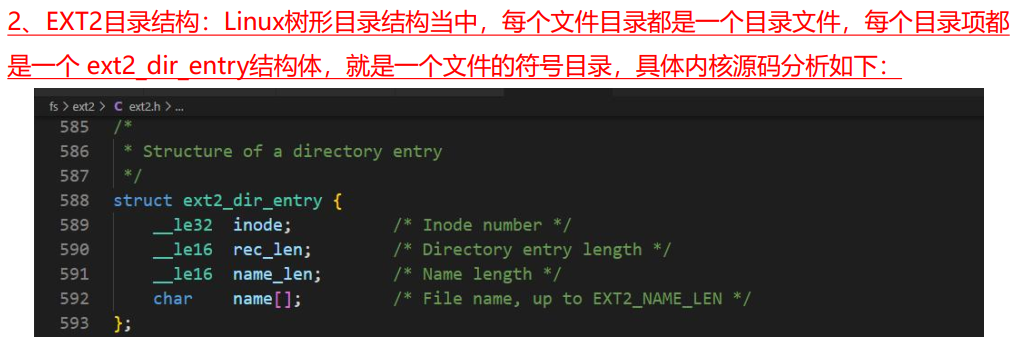 2、EXT2目录结构：Linux树形目录结构当中，每个文件目录都是一个目录文件，每个目录项都
是一个 ext2_dir_entry结构体，就是一个文件的符号目录，具体内核源码分析如下：
fs > ext2 > C ext2.h > ...
585 /*
586  * Structure of a directory entry
587  */
588 struct ext2_dir_entry {
589     __le32  inode;          /* Inode number */
590     __le16  rec_len;        /* Directory entry length */
591     __le16  name_len;       /* Name length */
592     char    name[];         /* File name, up to EXT2_NAME_LEN */
593 };